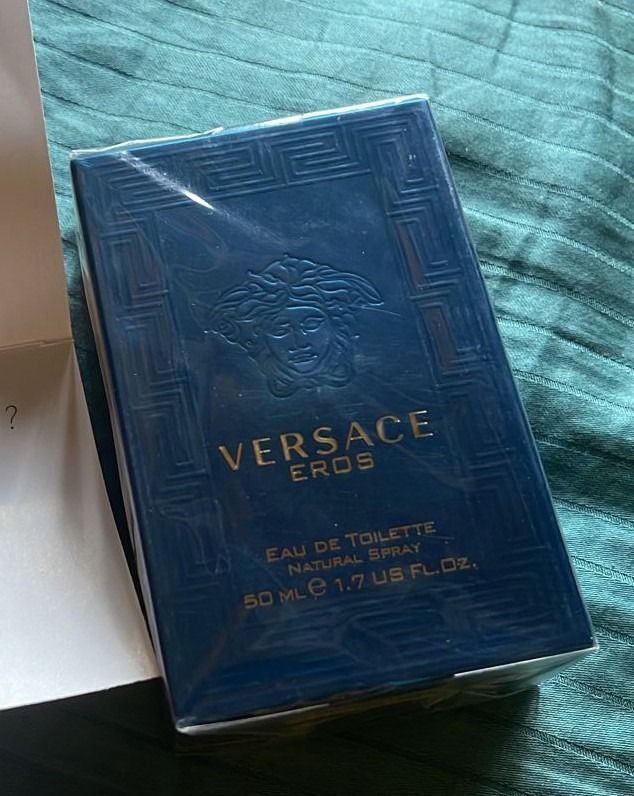 ?
VERSACE
EROS
EAU DE TOILETTE
NATURAL SPRAY
50 ML e 1.7 US FL.Oz.